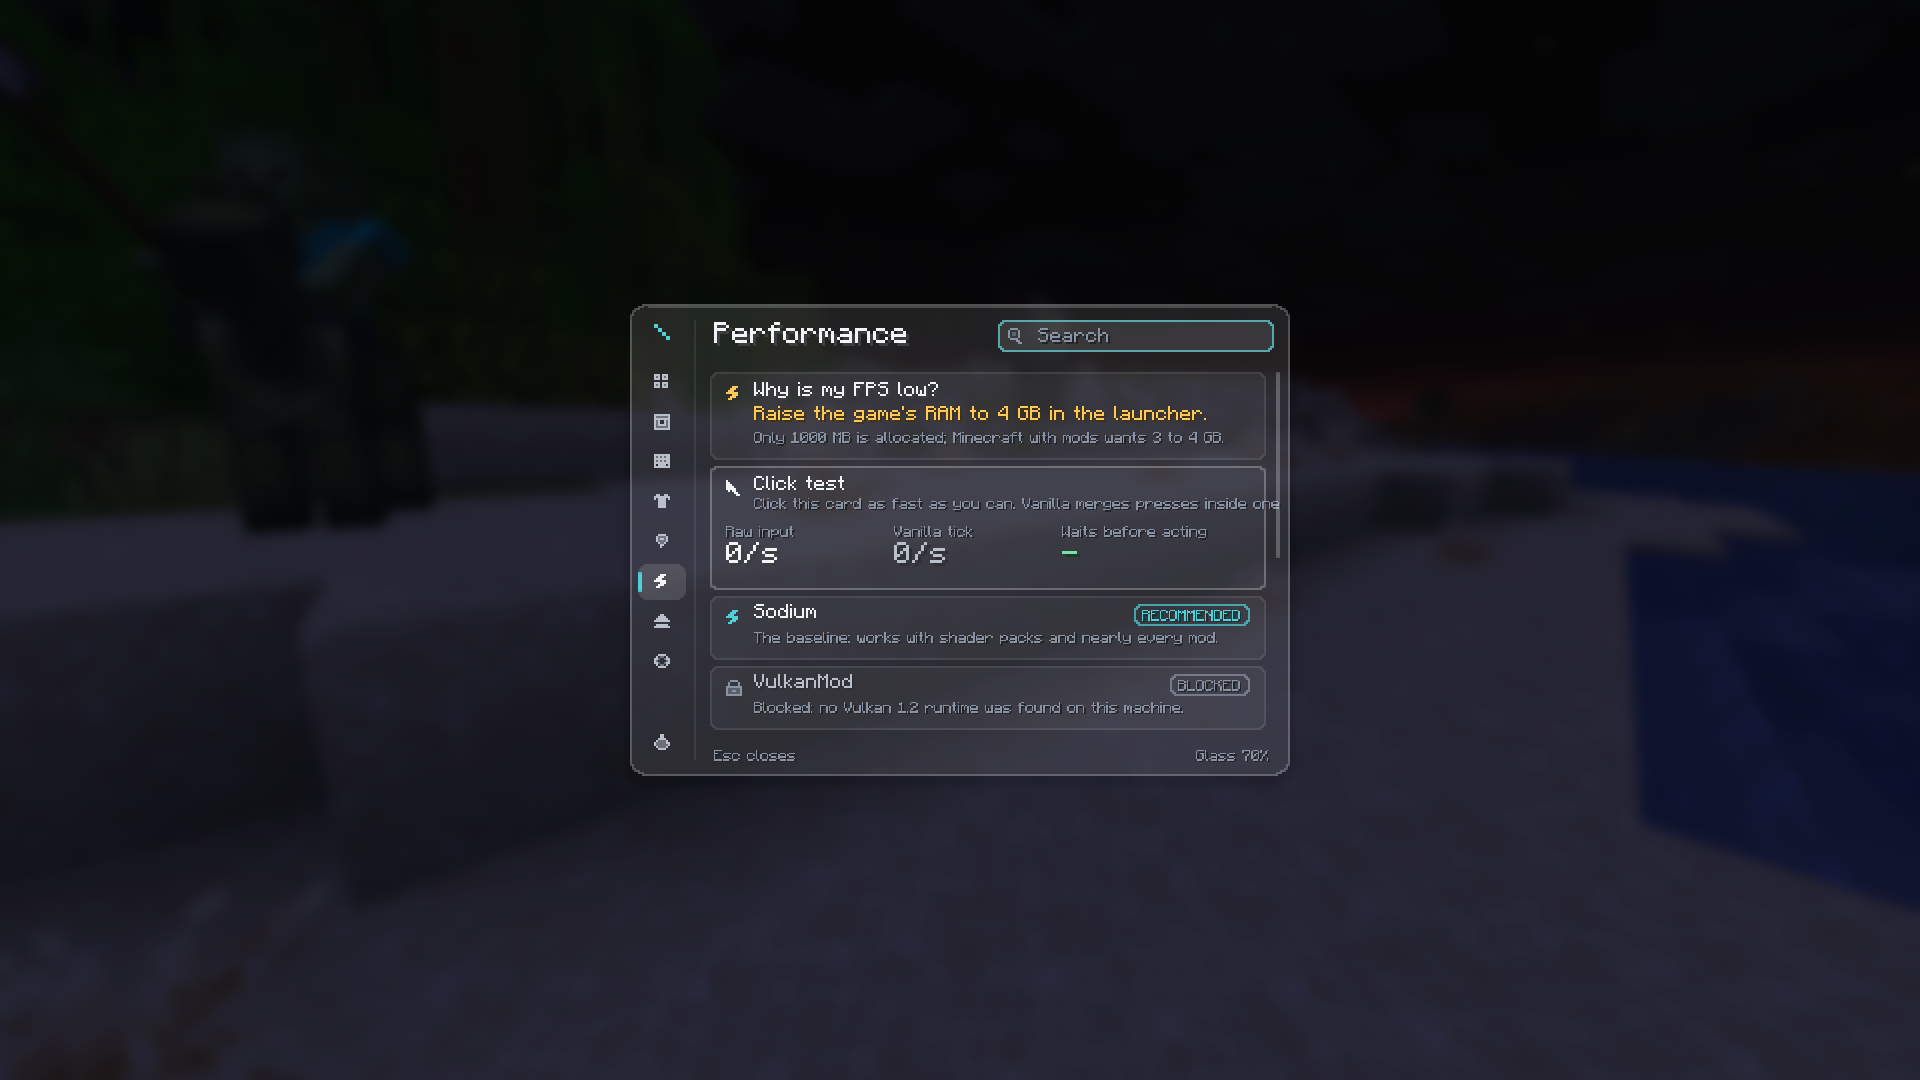 Performance
Search
Why is my FPS low?
Raise the game's RAM to 4 GB in the launcher.
Only 1000 MB is allocated; Minecraft with mods wants 3 to 4 GB.
Click test
Click this card as fast as you can. Vanilla merges presses inside one
Raw input
Vanilla tick
Waits before acting
0/s
0/s
–
Sodium
RECOMMENDED
The baseline: works with shader packs and nearly every mod.
VulkanMod
BLOCKED
Blocked: no Vulkan 1.2 runtime was found on this machine.
Esc closes
Glass 70%